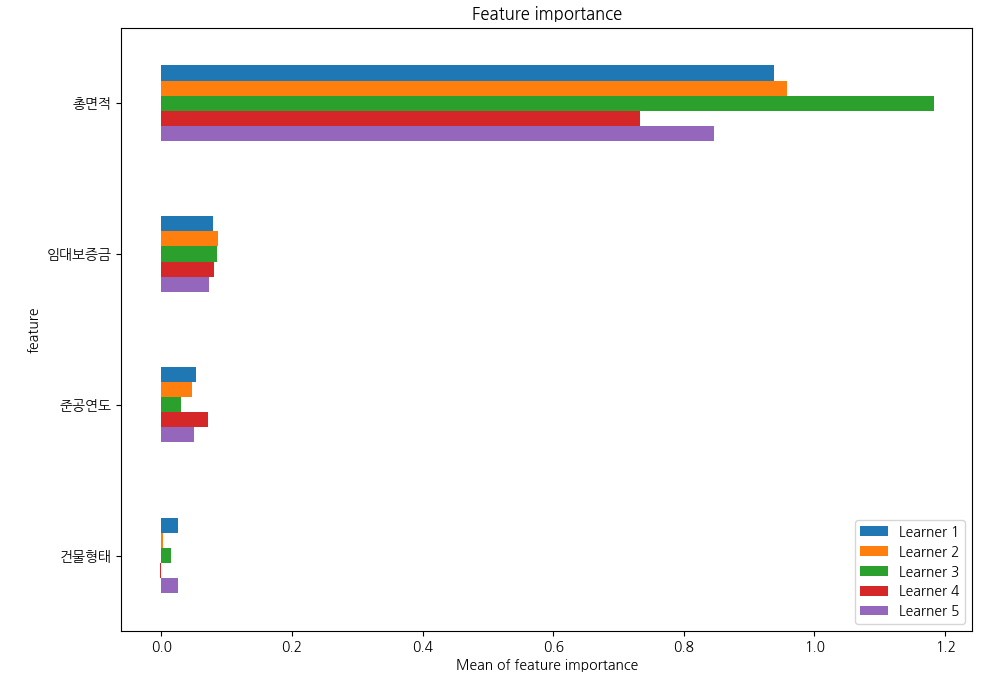 Feature importance
총면적
임대보증금
준공연도
건물형태
feature
0.0 0.2 0.4 0.6 0.8 1.0 1.2
Mean of feature importance
Learner 1
Learner 2
Learner 3
Learner 4
Learner 5